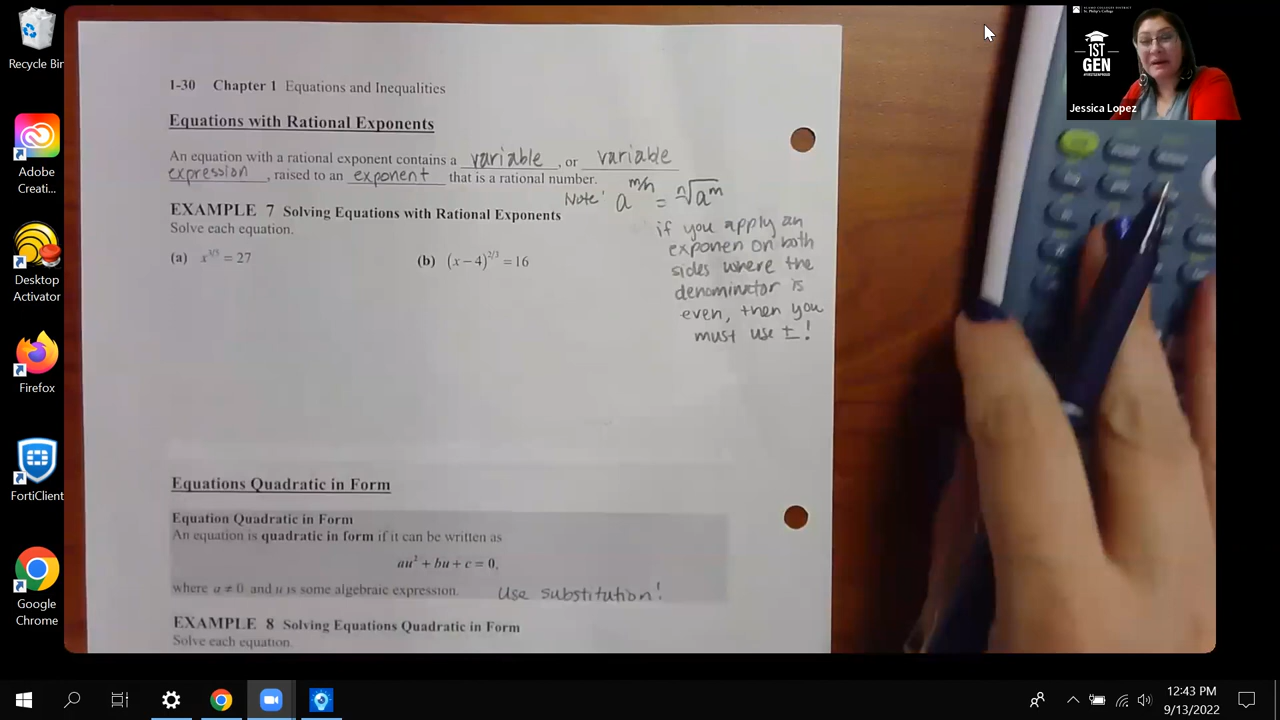 Recycle Bin
Adobe
Creati...
Desktop
Activator
Firefox
FortiClient
Google
Chrome
1-30 Chapter 1 Equations and Inequalities
Equations with Rational Exponents
An equation with a rational exponent contains a variable, or variable
expression, raised to an exponent that is a rational number.
Note: a^m/n = ⁿ√a^m
EXAMPLE 7 Solving Equations with Rational Exponents
Solve each equation.
(a) x^3/5 = 27 (b) (x − 4)^2/3 = 16
if you apply an
exponen on both
sides where the
denominator is
even, then you
must use ±!
Equations Quadratic in Form
Equation Quadratic in Form
An equation is quadratic in form if it can be written as
au² + bu + c = 0,
where a ≠ 0 and u is some algebraic expression. Use substitution!
EXAMPLE 8 Solving Equations Quadratic in Form
Solve each equation.
1ST
GEN
Jessica Lopez
12:43 PM
9/13/2022